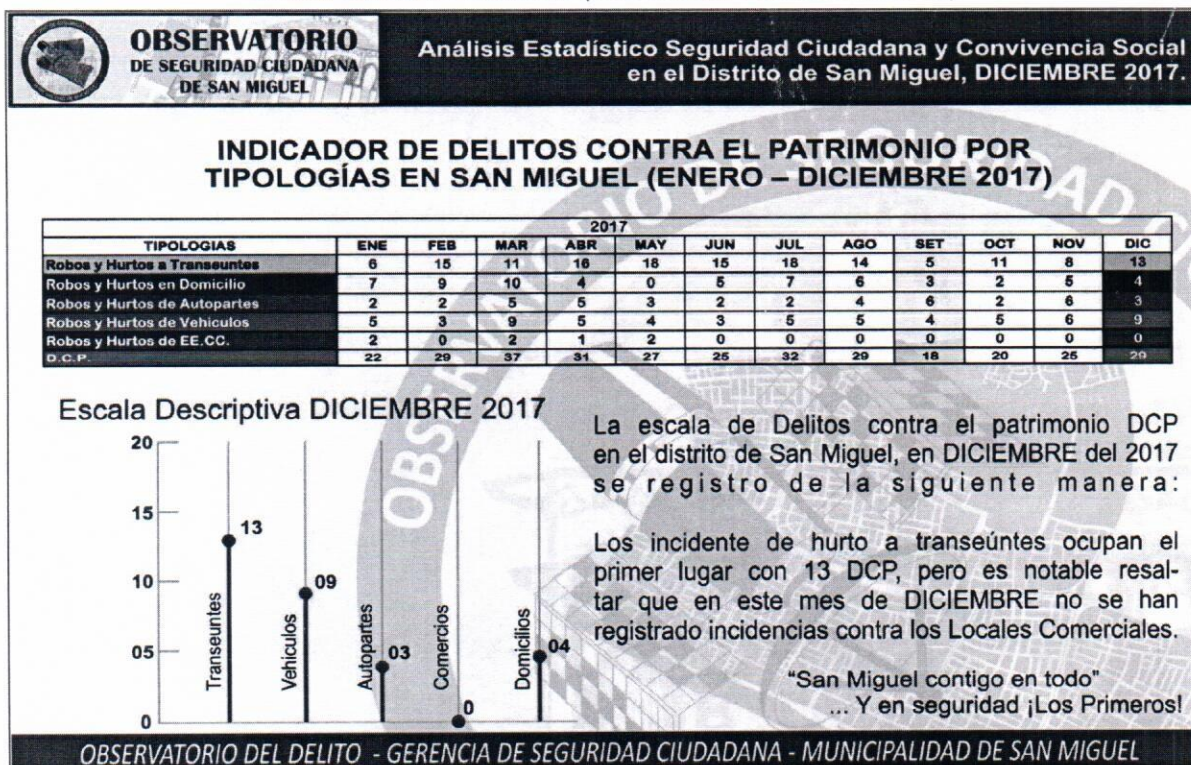 OBSERVATORIO
DE SEGURIDAD CIUDADANA
DE SAN MIGUEL
Análisis Estadístico Seguridad Ciudadana y Convivencia Social
en el Distrito de San Miguel, DICIEMBRE 2017.
INDICADOR DE DELITOS CONTRA EL PATRIMONIO POR
TIPOLOGÍAS EN SAN MIGUEL (ENERO – DICIEMBRE 2017)
2017
TIPOLOGIAS ENE FEB MAR ABR MAY JUN JUL AGO SET OCT NOV DIC
Robos y Hurtos a Transeuntes 6 15 11 16 18 15 18 14 5 11 8 13
Robos y Hurtos en Domicilio 7 9 10 4 0 5 7 6 3 2 5 4
Robos y Hurtos de Autopartes 2 2 5 5 3 2 2 4 6 2 6 3
Robos y Hurtos de Vehiculos 5 3 9 5 4 3 5 5 4 5 6 9
Robos y Hurtos de EE.CC. 2 0 2 1 2 0 0 0 0 0 0 0
D.C.P. 22 29 37 31 27 25 32 29 18 20 25 29
Escala Descriptiva DICIEMBRE 2017
20
15
10
05
0
Transeuntes
13
Vehiculos
09
Autopartes
03
Comercios
0
Domicilios
04
La escala de Delitos contra el patrimonio DCP
en el distrito de San Miguel, en DICIEMBRE del 2017
se registro de la siguiente manera:
Los incidente de hurto a transeúntes ocupan el
primer lugar con 13 DCP, pero es notable resal-
tar que en este mes de DICIEMBRE no se han
registrado incidencias contra los Locales Comerciales.
"San Miguel contigo en todo"
... Y en seguridad ¡Los Primeros!
OBSERVATORIO DEL DELITO - GERENCIA DE SEGURIDAD CIUDADANA - MUNICIPALIDAD DE SAN MIGUEL
OBSERVATORIO DE SEGURIDAD